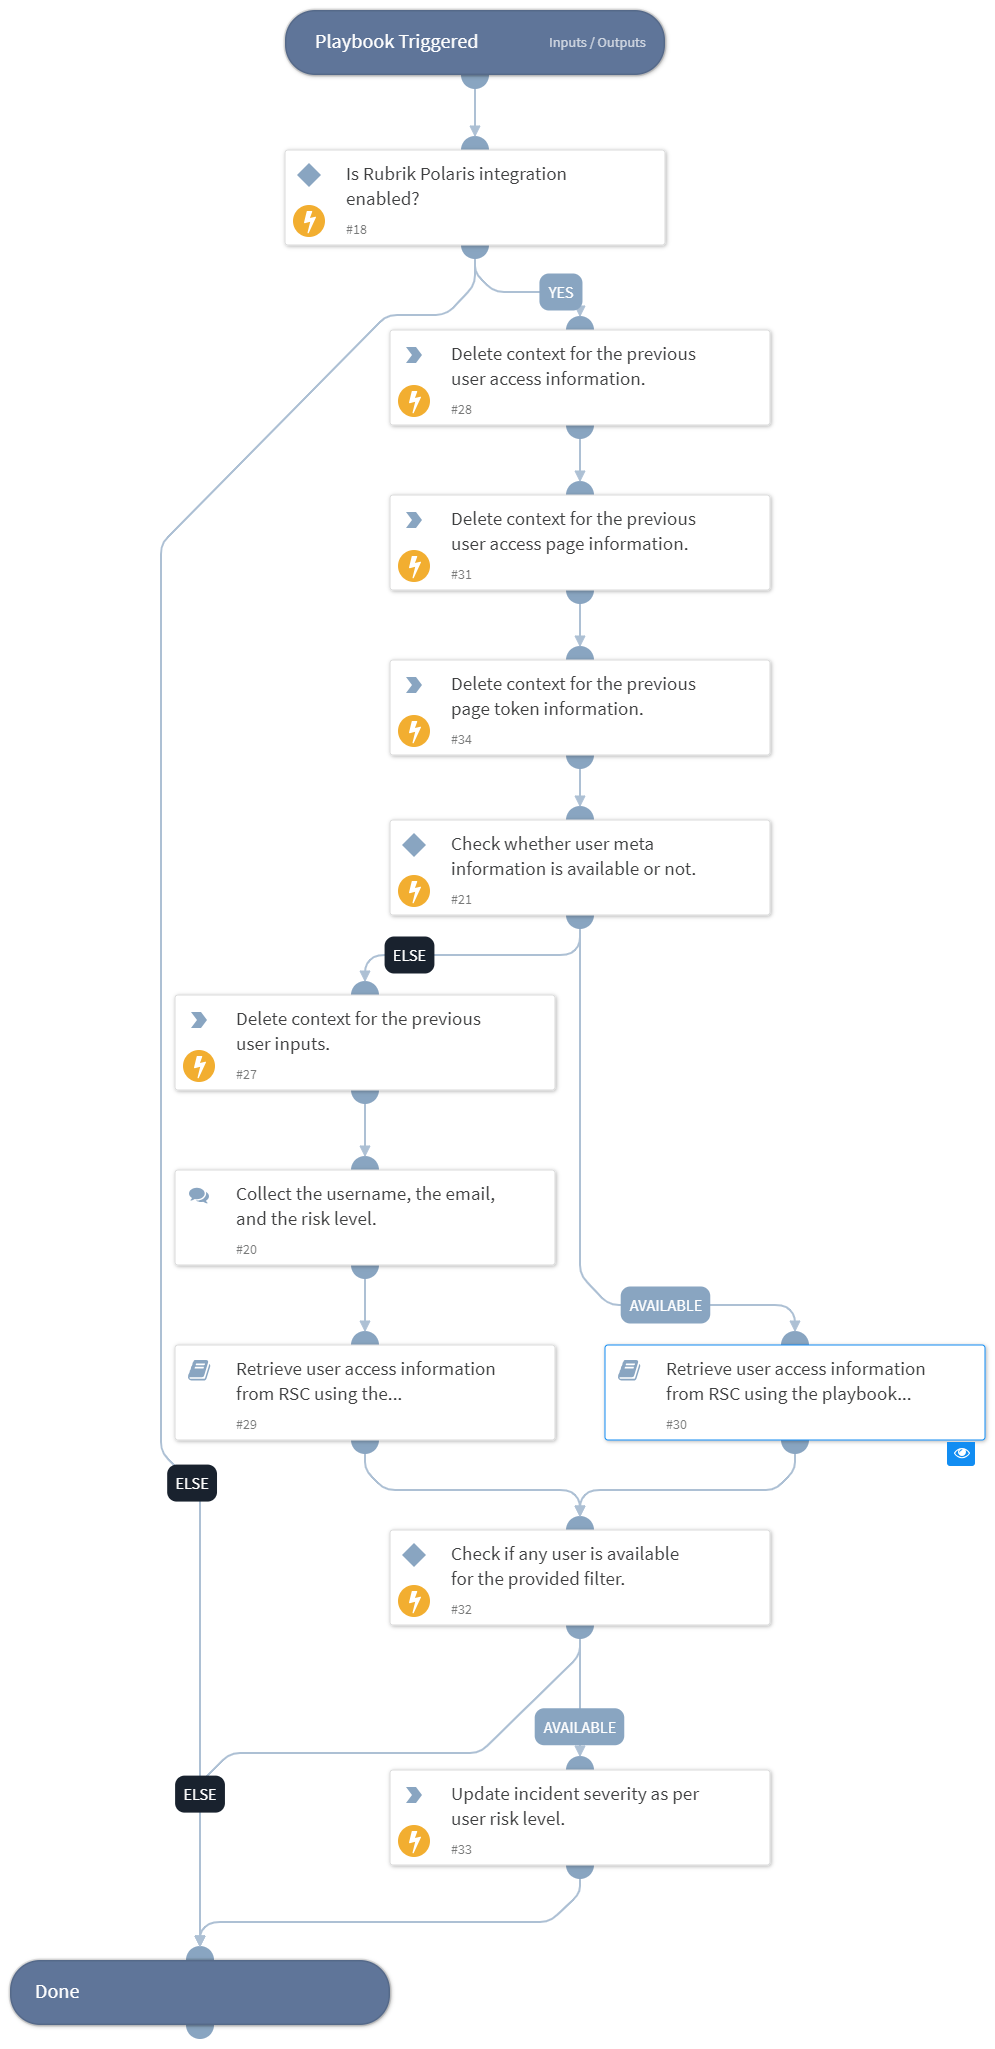 Playbook Triggered
Inputs / Outputs
Is Rubrik Polaris integration
enabled?
#18
YES
Delete context for the previous
user access information.
#28
Delete context for the previous
user access page information.
#31
Delete context for the previous
page token information.
#34
Check whether user meta
information is available or not.
#21
ELSE
Delete context for the previous
user inputs.
#27
Collect the username, the email,
and the risk level.
#20
AVAILABLE
Retrieve user access information
from RSC using the...
#29
Retrieve user access information
from RSC using the playbook...
#30
ELSE
Check if any user is available
for the provided filter.
#32
AVAILABLE
ELSE
Update incident severity as per
user risk level.
#33
Done